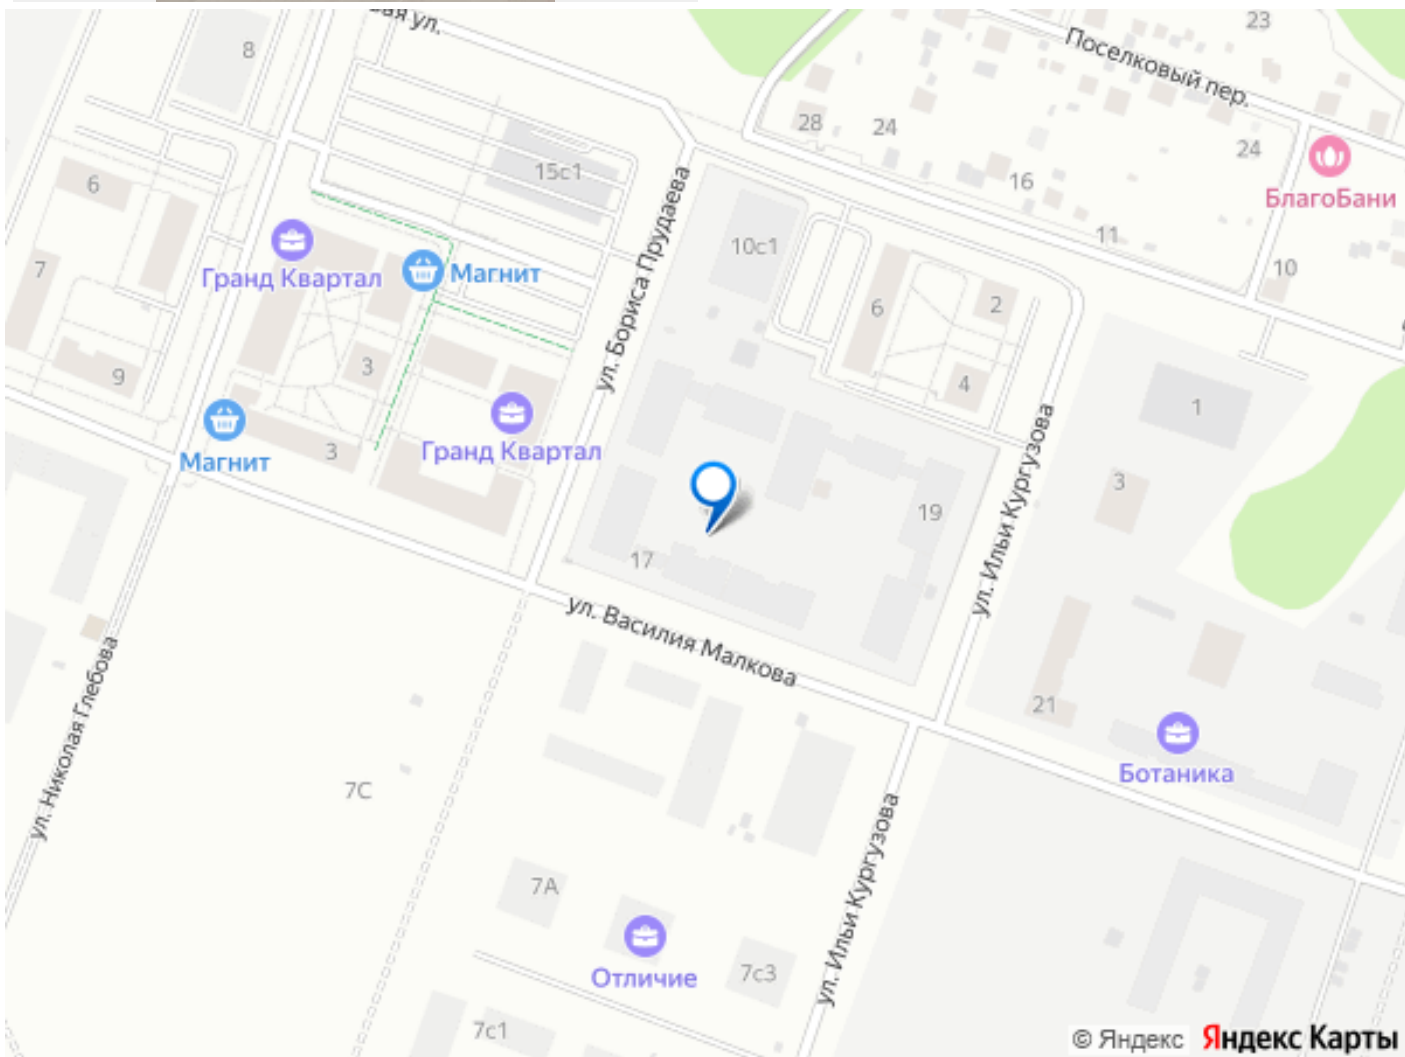 вая ул.
8
23
Поселковый пер.
28
24
24
15с1
16
БлагоБани
6
ул. Бориса Прудаева
10с1
11
7
Гранд Квартал
Магнит
10
6
2
9
3
4
1
Гранд Квартал
3
Магнит
3
19
ул. Ильи Кургузова
17
ул. Василия Малкова
21
ул. Николая Глебова
Ботаника
7С
ул. Ильи Кургузова
7А
Отличие
7с3
7с1
© Яндекс Яндекс Карты